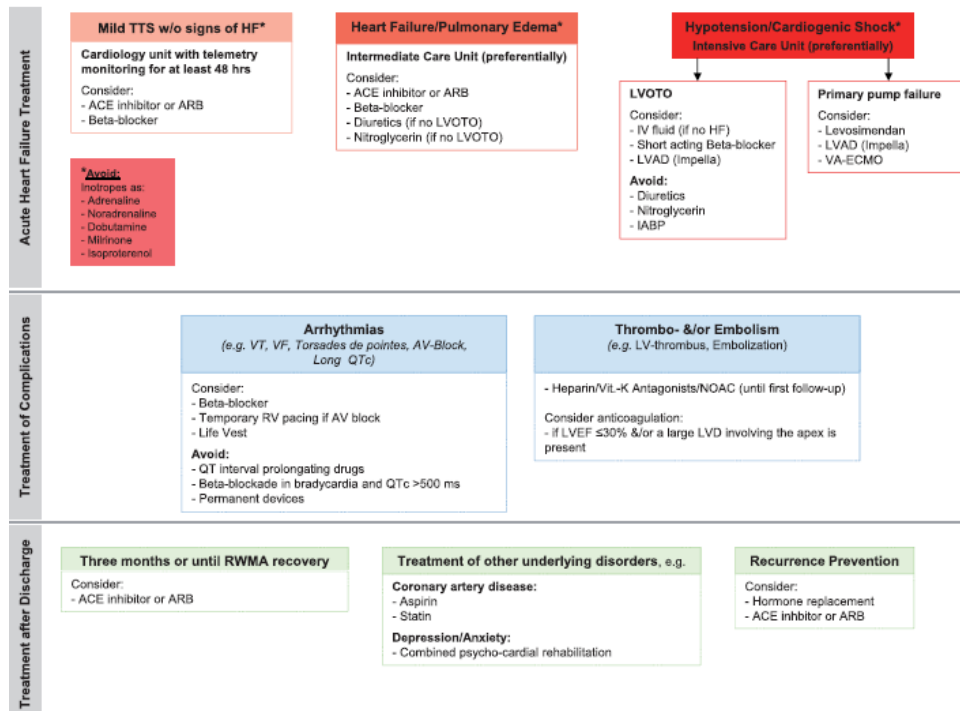 Acute Heart Failure Treatment
Mild TTS w/o signs of HF*
Cardiology unit with telemetry
monitoring for at least 48 hrs
Consider:
- ACE inhibitor or ARB
- Beta-blocker
*Avoid:
Inotropes as:
- Adrenaline
- Noradrenaline
- Dobutamine
- Milrinone
- Isoproterenol
Heart Failure/Pulmonary Edema*
Intermediate Care Unit (preferentially)
Consider:
- ACE inhibitor or ARB
- Beta-blocker
- Diuretics (if no LVOTO)
- Nitroglycerin (if no LVOTO)
Hypotension/Cardiogenic Shock*
Intensive Care Unit (preferentially)
LVOTO
Consider:
- IV fluid (if no HF)
- Short acting Beta-blocker
- LVAD (Impella)
Avoid:
- Diuretics
- Nitroglycerin
- IABP
Primary pump failure
Consider:
- Levosimendan
- LVAD (Impella)
- VA-ECMO
Treatment of Complications
Arrhythmias
(e.g. VT, VF, Torsades de pointes, AV-Block,
Long QTc)
Consider:
- Beta-blocker
- Temporary RV pacing if AV block
- Life Vest
Avoid:
- QT interval prolongating drugs
- Beta-blockade in bradycardia and QTc >500 ms
- Permanent devices
Thrombo- &/or Embolism
(e.g. LV-thrombus, Embolization)
- Heparin/Vit.-K Antagonists/NOAC (until first follow-up)
Consider anticoagulation:
- if LVEF ≤30% &/or a large LVD involving the apex is
present
Treatment after Discharge
Three months or until RWMA recovery
Consider:
- ACE inhibitor or ARB
Treatment of other underlying disorders, e.g.
Coronary artery disease:
- Aspirin
- Statin
Depression/Anxiety:
- Combined psycho-cardial rehabilitation
Recurrence Prevention
Consider:
- Hormone replacement
- ACE inhbitor or ARB